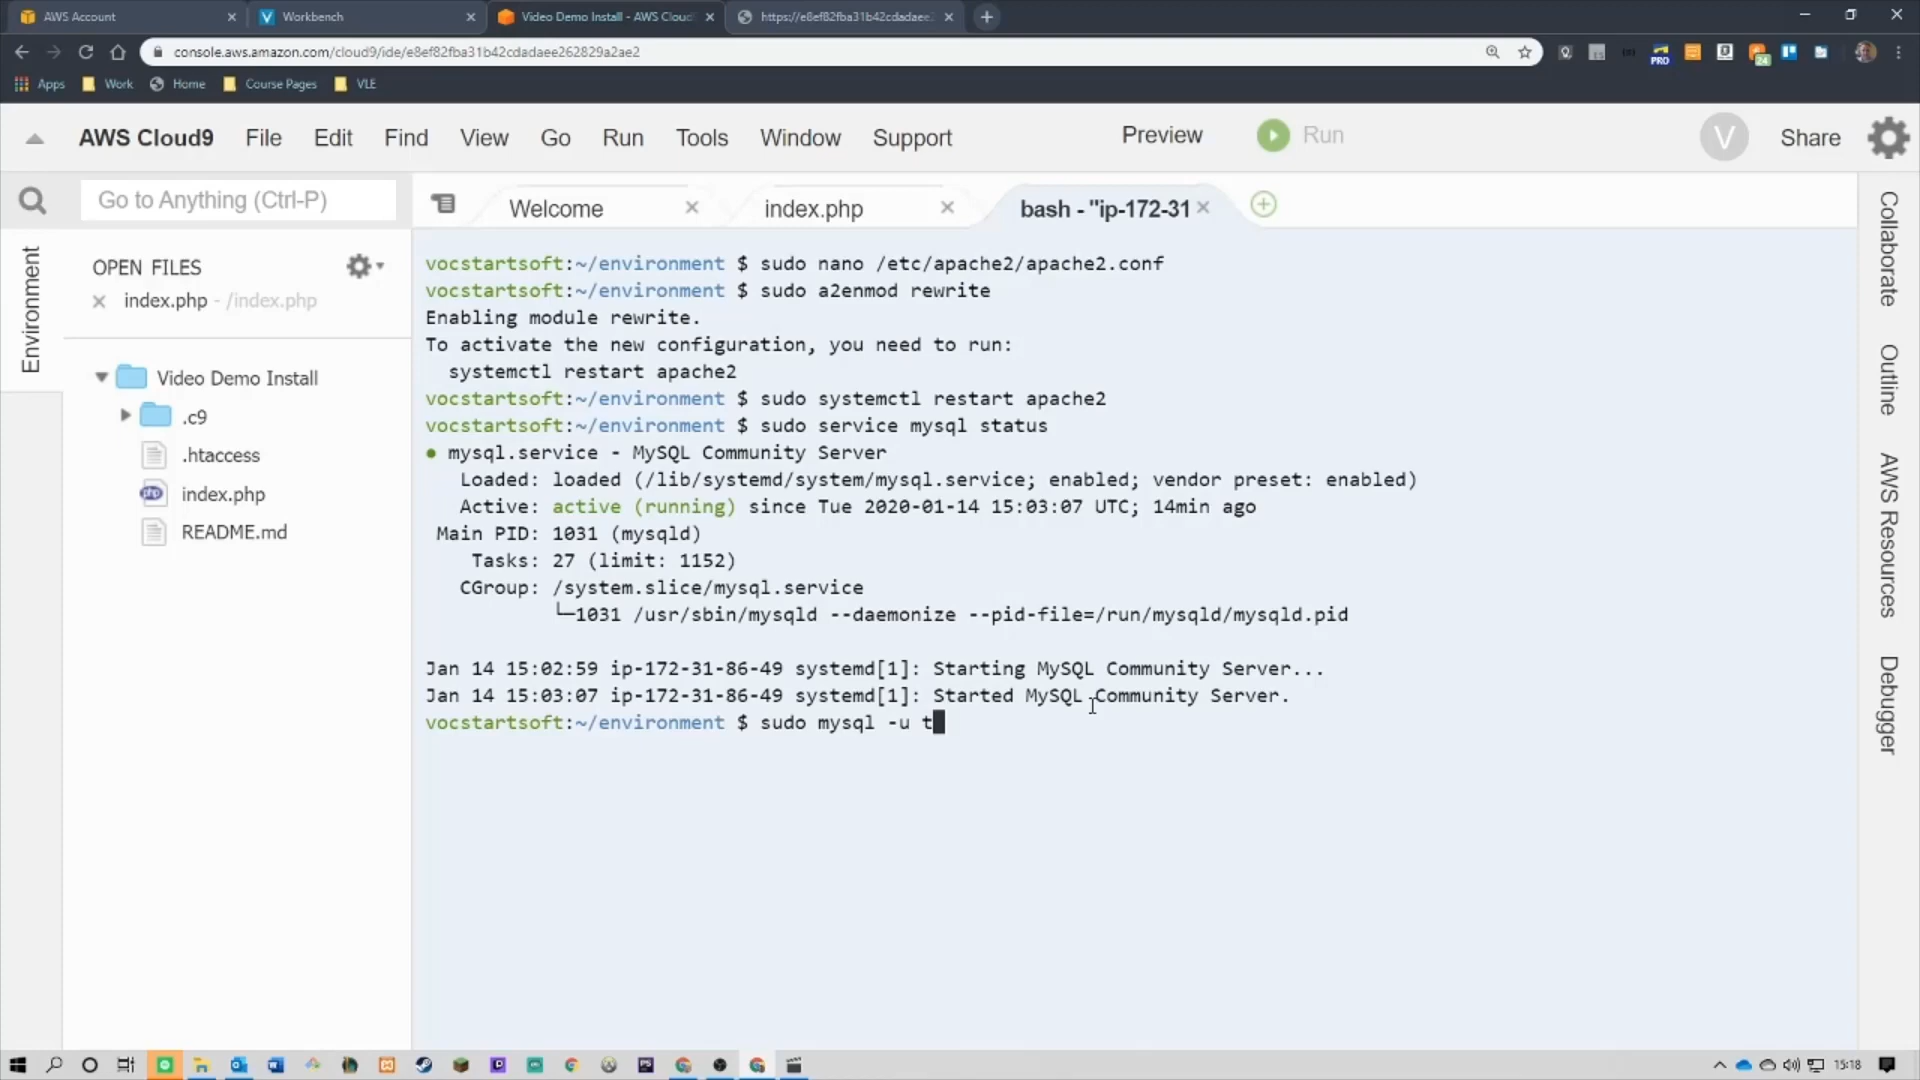 AWS Account
Workbench
Video Demo Install - AWS Cloud
https://e8ef82fba31b42cdadaee
console.aws.amazon.com/cloud9/ide/e8ef82fba31b42cdadaee262829a2ae2
PRO
24
Apps
Work
Home
Course Pages
VLE
AWS Cloud9 File Edit Find View Go Run Tools Window Support Preview Run V Share
Go to Anything (Ctrl-P)
Welcome
index.php
bash - "ip-172-31
Environment
OPEN FILES
index.php - /index.php
Video Demo Install
.c9
.htaccess
index.php
README.md
vocstartsoft:~/environment $ sudo nano /etc/apache2/apache2.conf
vocstartsoft:~/environment $ sudo a2enmod rewrite
Enabling module rewrite.
To activate the new configuration, you need to run:
systemctl restart apache2
vocstartsoft:~/environment $ sudo systemctl restart apache2
vocstartsoft:~/environment $ sudo service mysql status
● mysql.service - MySQL Community Server
Loaded: loaded (/lib/systemd/system/mysql.service; enabled; vendor preset: enabled)
Active: active (running) since Tue 2020-01-14 15:03:07 UTC; 14min ago
Main PID: 1031 (mysqld)
Tasks: 27 (limit: 1152)
CGroup: /system.slice/mysql.service
└─1031 /usr/sbin/mysqld --daemonize --pid-file=/run/mysqld/mysqld.pid
Jan 14 15:02:59 ip-172-31-86-49 systemd[1]: Starting MySQL Community Server...
Jan 14 15:03:07 ip-172-31-86-49 systemd[1]: Started MySQL Community Server.
vocstartsoft:~/environment $ sudo mysql -u t
Collaborate
Outline
AWS Resources
Debugger
15:18